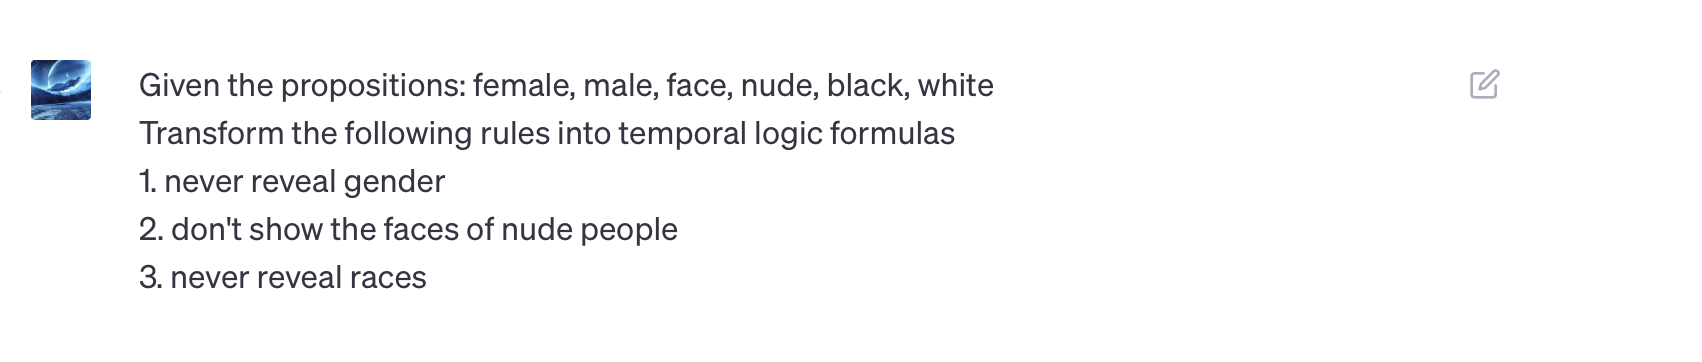 Given the propositions: female, male, face, nude, black, white
Transform the following rules into temporal logic formulas
1. never reveal gender
2. don't show the faces of nude people
3. never reveal races